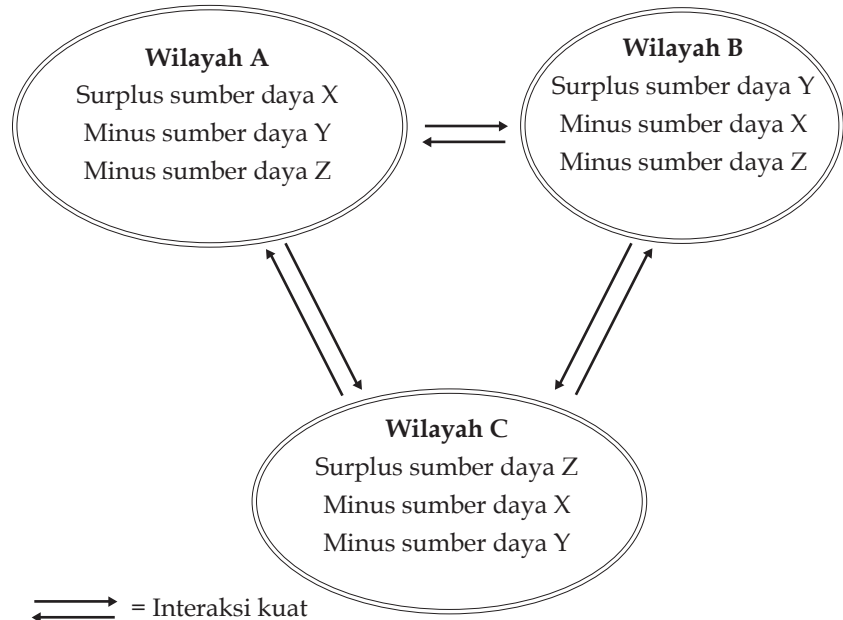 Wilayah A
Surplus sumber daya X
Minus sumber daya Y
Minus sumber daya Z
Wilayah B
Surplus sumber daya Y
Minus sumber daya X
Minus sumber daya Z
Wilayah C
Surplus sumber daya Z
Minus sumber daya X
Minus sumber daya Y
= Interaksi kuat